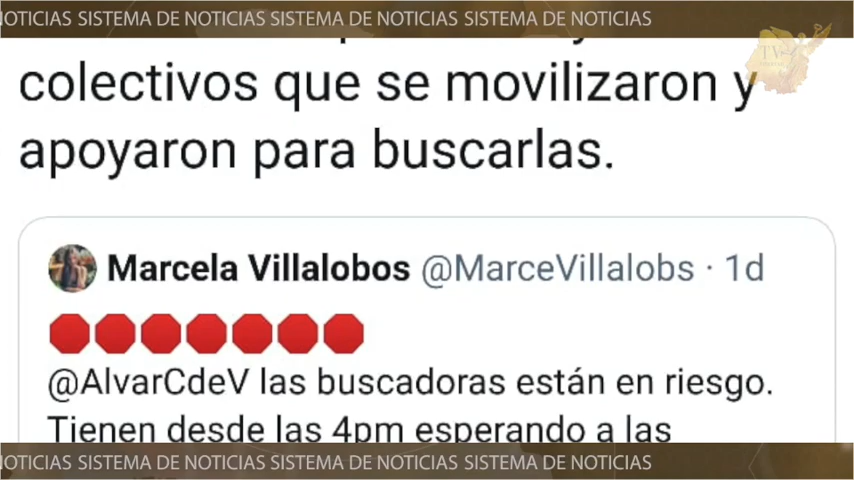 NOTICIAS SISTEMA DE NOTICIAS SISTEMA DE NOTICIAS SISTEMA DE NOTICIAS
TV
colectivos que se movilizaron y
apoyaron para buscarlas.
Marcela Villalobos @MarceVillalobs · 1d
@AlvarCdeV las buscadoras están en riesgo.
Tienen desde las 4pm esperando a las
NOTICIAS SISTEMA DE NOTICIAS SISTEMA DE NOTICIAS SISTEMA DE NOTICIAS